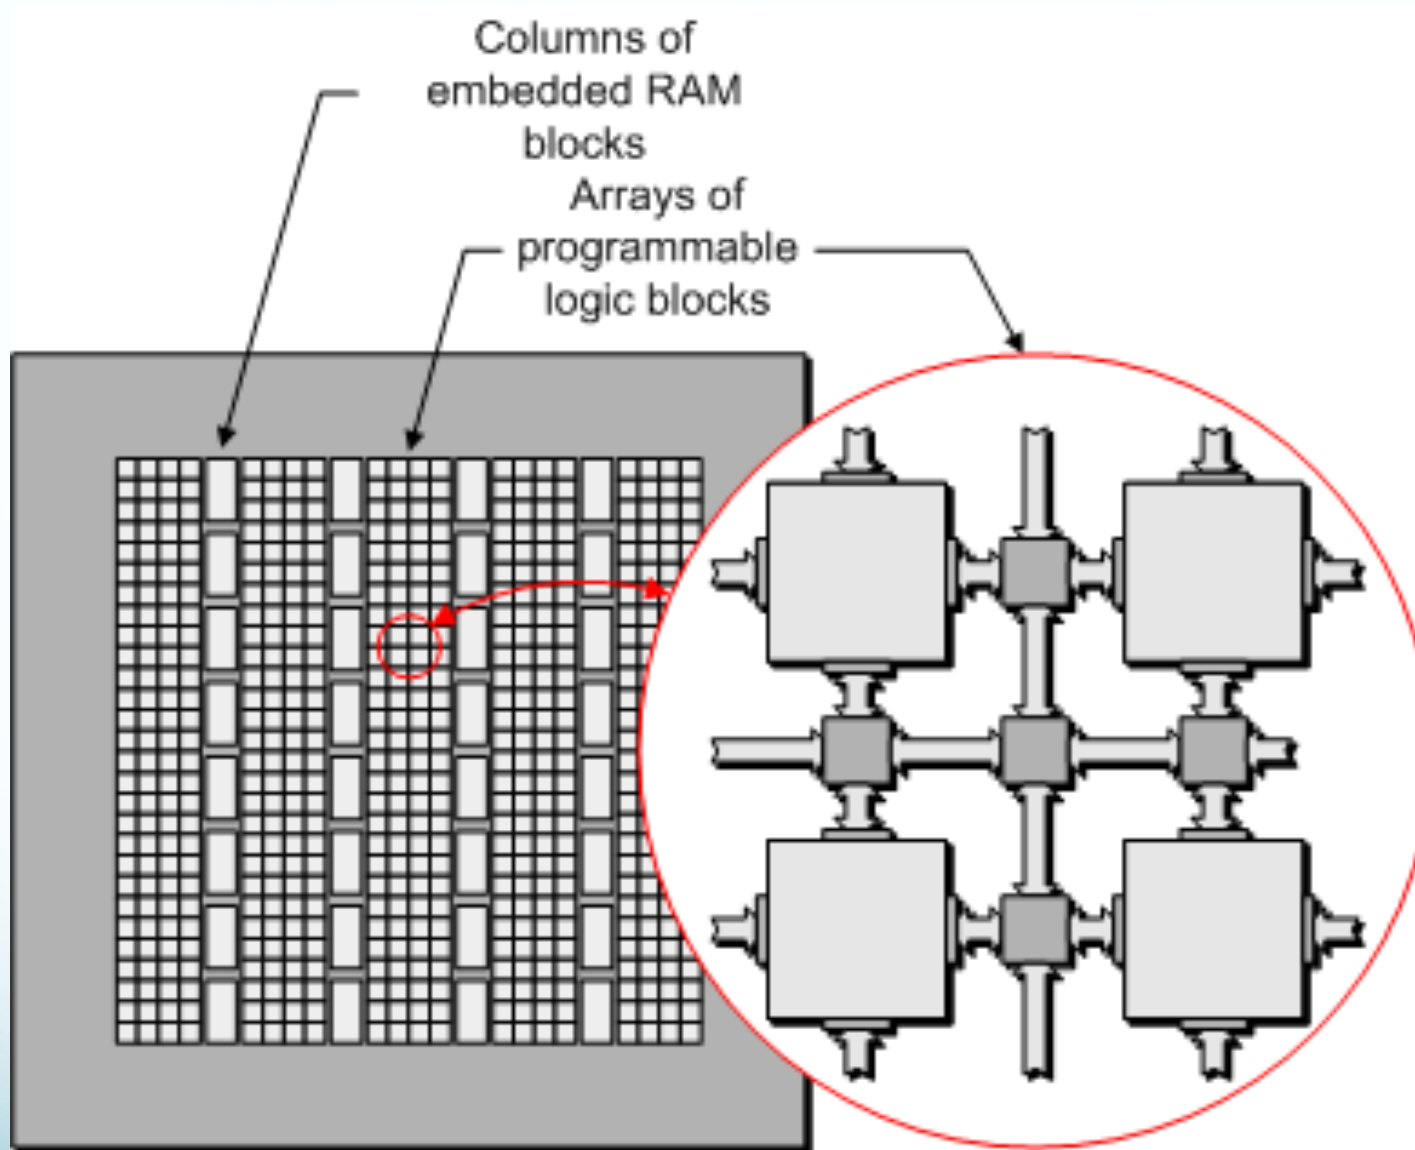 Columns of
embedded RAM
blocks
Arrays of
programmable
logic blocks